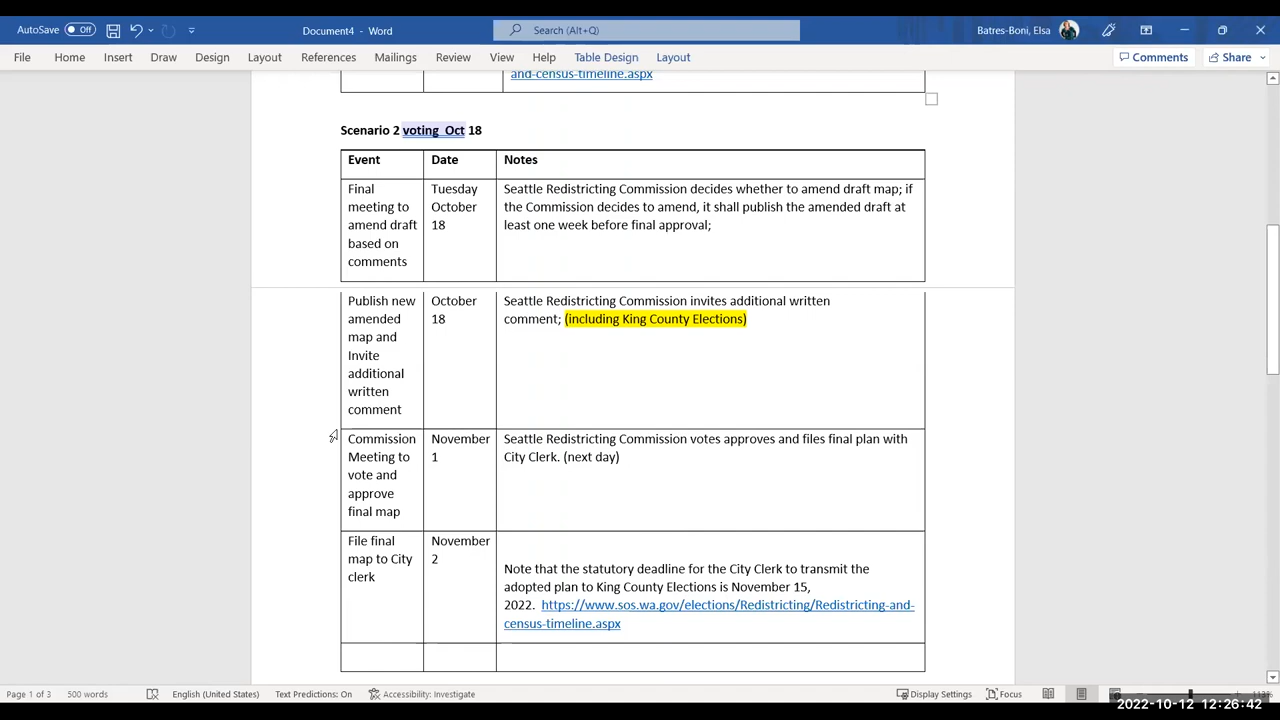 AutoSave Off
Document4 - Word
Search (Alt+Q)
Batres-Boni, Elsa
File Home Insert Draw Design Layout References Mailings Review View Help Table Design Layout
Comments Share
and-census-timeline.aspx
Scenario 2 voting Oct 18
Event Date Notes
Final
meeting to
amend draft
based on
comments
Tuesday
October
18
Seattle Redistricting Commission decides whether to amend draft map; if
the Commission decides to amend, it shall publish the amended draft at
least one week before final approval;
Publish new
amended
map and
Invite
additional
written
comment
October
18
Seattle Redistricting Commission invites additional written
comment; (including King County Elections)
Commission
Meeting to
vote and
approve
final map
November
1
Seattle Redistricting Commission votes approves and files final plan with
City Clerk. (next day)
File final
map to City
clerk
November
2
Note that the statutory deadline for the City Clerk to transmit the
adopted plan to King County Elections is November 15,
2022. https://www.sos.wa.gov/elections/Redistricting/Redistricting-and-
census-timeline.aspx
Page 1 of 3 500 words English (United States) Text Predictions: On Accessibility: Investigate Display Settings Focus
2022-10-12 12:26:42